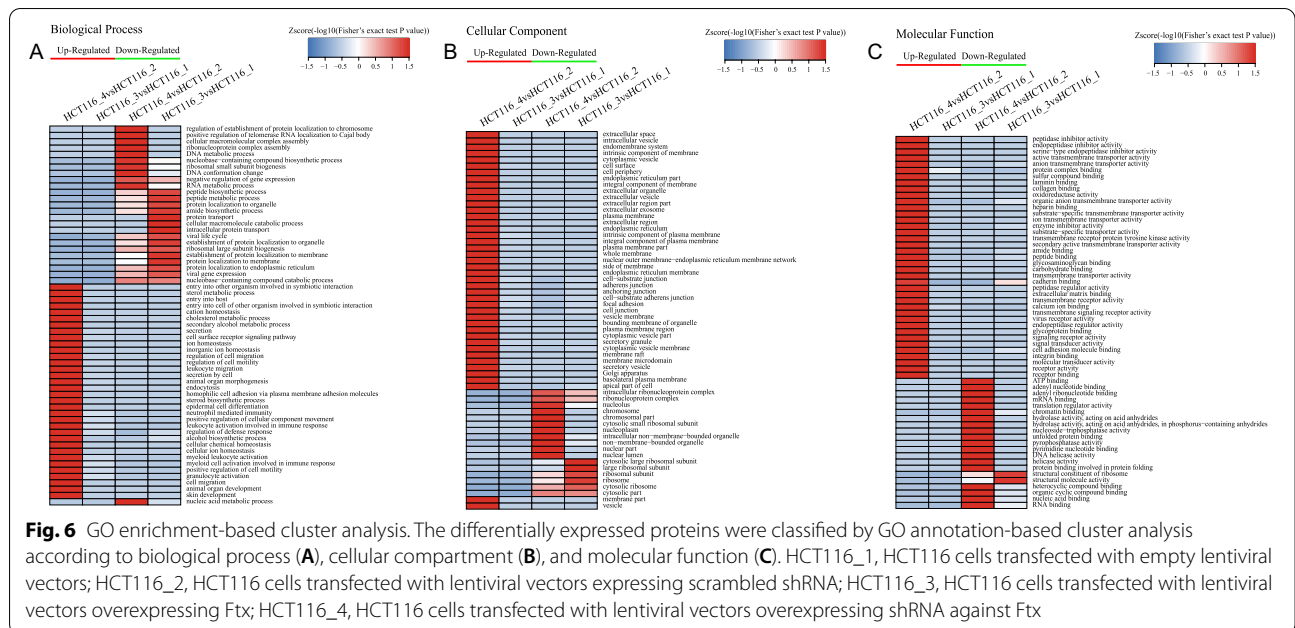 Biological Process
Zscore(-log10(Fisher's exact test P value))
−1.5 −1 −0.5 0 0.5 1 1.5
A
Up-Regulated Down-Regulated
HCT116_4vsHCT116_2
HCT116_3vsHCT116_1
HCT116_4vsHCT116_2
HCT116_3vsHCT116_1
regulation of establishment of protein localization to chromosome
positive regulation of telomerase RNA localization to Cajal body
cellular macromolecular complex assembly
ribonucleoprotein complex assembly
DNA metabolic process
nucleobase−containing compound biosynthetic process
ribosomal small subunit biogenesis
DNA conformation change
negative regulation of gene expression
RNA metabolic process
peptide biosynthetic process
peptide metabolic process
protein localization to organelle
amide biosynthetic process
protein transport
cellular macromolecule catabolic process
intracellular protein transport
viral life cycle
establishment of protein localization to organelle
ribosomal large subunit biogenesis
establishment of protein localization to membrane
protein localization to membrane
protein localization to endoplasmic reticulum
viral gene expression
nucleobase−containing compound catabolic process
entry into other organism involved in symbiotic interaction
sterol metabolic process
entry into host
entry into cell of other organism involved in symbiotic interaction
cation homeostasis
cholesterol metabolic process
secondary alcohol metabolic process
secretion
cell surface receptor signaling pathway
ion homeostasis
inorganic ion homeostasis
regulation of cell migration
regulation of cell motility
leukocyte migration
secretion by cell
animal organ morphogenesis
endocytosis
homophilic cell adhesion via plasma membrane adhesion molecules
steroid biosynthetic process
epidermal cell differentiation
neutrophil mediated immunity
positive regulation of cellular component movement
leukocyte activation involved in immune response
regulation of defense response
alcohol biosynthetic process
cellular chemical homeostasis
cellular ion homeostasis
myeloid leukocyte activation
myeloid cell activation involved in immune response
positive regulation of cell motility
granulocyte activation
cell migration
animal organ development
skin development
nucleic acid metabolic process
Cellular Component
Zscore(-log10(Fisher's exact test P value))
−1.5 −1 −0.5 0 0.5 1 1.5
B
Up-Regulated Down-Regulated
HCT116_4vsHCT116_2
HCT116_3vsHCT116_1
HCT116_4vsHCT116_2
HCT116_3vsHCT116_1
extracellular space
intracellular vesicle
endomembrane system
intrinsic component of membrane
cytoplasmic vesicle
cell surface
cell periphery
endoplasmic reticulum part
integral component of membrane
extracellular organelle
extracellular vesicle
extracellular region part
extracellular exosome
plasma membrane
extracellular region
endoplasmic reticulum
intrinsic component of plasma membrane
integral component of plasma membrane
plasma membrane part
whole membrane
nuclear outer membrane−endoplasmic reticulum membrane network
side of membrane
endoplasmic reticulum membrane
cell−substrate junction
adherens junction
anchoring junction
cell−substrate adherens junction
focal adhesion
cell junction
vesicle membrane
bounding membrane of organelle
plasma membrane region
cytoplasmic vesicle part
secretory granule
cytoplasmic vesicle membrane
membrane raft
membrane microdomain
secretory vesicle
Golgi apparatus
basolateral plasma membrane
apical part of cell
intracellular ribonucleoprotein complex
ribonucleoprotein complex
nucleolus
chromosome
chromosomal part
cytosolic small ribosomal subunit
nucleoplasm
intracellular non−membrane−bounded organelle
non−membrane−bounded organelle
nuclear part
nuclear lumen
cytosolic large ribosomal subunit
large ribosomal subunit
ribosomal subunit
ribosome
cytosolic ribosome
cytosolic part
membrane part
vesicle
Molecular Function
Zscore(-log10(Fisher's exact test P value))
−1.5 −1 −0.5 0 0.5 1 1.5
C
Up-Regulated Down-Regulated
HCT116_4vsHCT116_2
HCT116_3vsHCT116_1
HCT116_4vsHCT116_2
HCT116_3vsHCT116_1
peptidase inhibitor activity
endopeptidase inhibitor activity
serine−type endopeptidase inhibitor activity
active transmembrane transporter activity
anion transmembrane transporter activity
protein complex binding
sulfur compound binding
laminin binding
collagen binding
oxidoreductase activity
organic anion transmembrane transporter activity
heparin binding
substrate−specific transmembrane transporter activity
ion transmembrane transporter activity
enzyme inhibitor activity
substrate−specific transporter activity
transmembrane receptor protein tyrosine kinase activity
secondary active transmembrane transporter activity
amide binding
peptide binding
glycosaminoglycan binding
carbohydrate binding
transmembrane transporter activity
cadherin binding
peptidase regulator activity
extracellular matrix binding
transmembrane receptor activity
calcium ion binding
transmembrane signaling receptor activity
virus receptor activity
endopeptidase regulator activity
glycoprotein binding
signaling receptor activity
signal transducer activity
cell adhesion molecule binding
integrin binding
molecular transducer activity
receptor activity
receptor binding
ATP binding
adenyl nucleotide binding
adenyl ribonucleotide binding
mRNA binding
translation regulator activity
chromatin binding
hydrolase activity, acting on acid anhydrides
hydrolase activity, acting on acid anhydrides, in phosphorus−containing anhydrides
nucleoside−triphosphatase activity
unfolded protein binding
pyrophosphatase activity
pyrimidine nucleotide binding
DNA helicase activity
helicase activity
protein binding involved in protein folding
structural constituent of ribosome
structural molecule activity
heterocyclic compound binding
organic cyclic compound binding
nucleic acid binding
RNA binding
Fig. 6 GO enrichment-based cluster analysis. The differentially expressed proteins were classified by GO annotation-based cluster analysis
according to biological process (A), cellular compartment (B), and molecular function (C). HCT116_1, HCT116 cells transfected with empty lentiviral
vectors; HCT116_2, HCT116 cells transfected with lentiviral vectors expressing scrambled shRNA; HCT116_3, HCT116 cells transfected with lentiviral
vectors overexpressing Ftx; HCT116_4, HCT116 cells transfected with lentiviral vectors overexpressing shRNA against Ftx